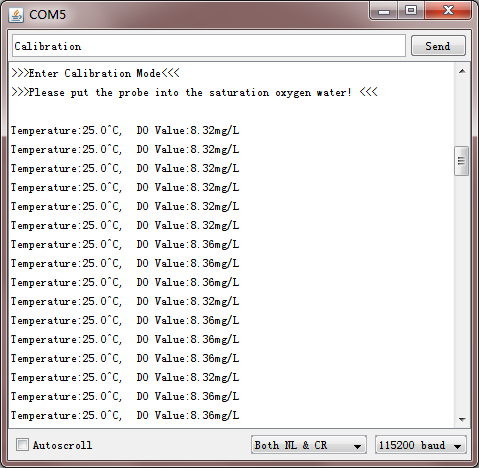 COM5
Calibration
Send
>>>Enter Calibration Mode<<<
>>>Please put the probe into the saturation oxygen water! <<<
Temperature:25.0^C, DO Value:8.32mg/L
Temperature:25.0^C, DO Value:8.32mg/L
Temperature:25.0^C, DO Value:8.32mg/L
Temperature:25.0^C, DO Value:8.32mg/L
Temperature:25.0^C, DO Value:8.32mg/L
Temperature:25.0^C, DO Value:8.32mg/L
Temperature:25.0^C, DO Value:8.36mg/L
Temperature:25.0^C, DO Value:8.36mg/L
Temperature:25.0^C, DO Value:8.36mg/L
Temperature:25.0^C, DO Value:8.32mg/L
Temperature:25.0^C, DO Value:8.36mg/L
Temperature:25.0^C, DO Value:8.36mg/L
Temperature:25.0^C, DO Value:8.36mg/L
Temperature:25.0^C, DO Value:8.32mg/L
Temperature:25.0^C, DO Value:8.36mg/L
Temperature:25.0^C, DO Value:8.36mg/L
Autoscroll
Both NL & CR
115200 baud